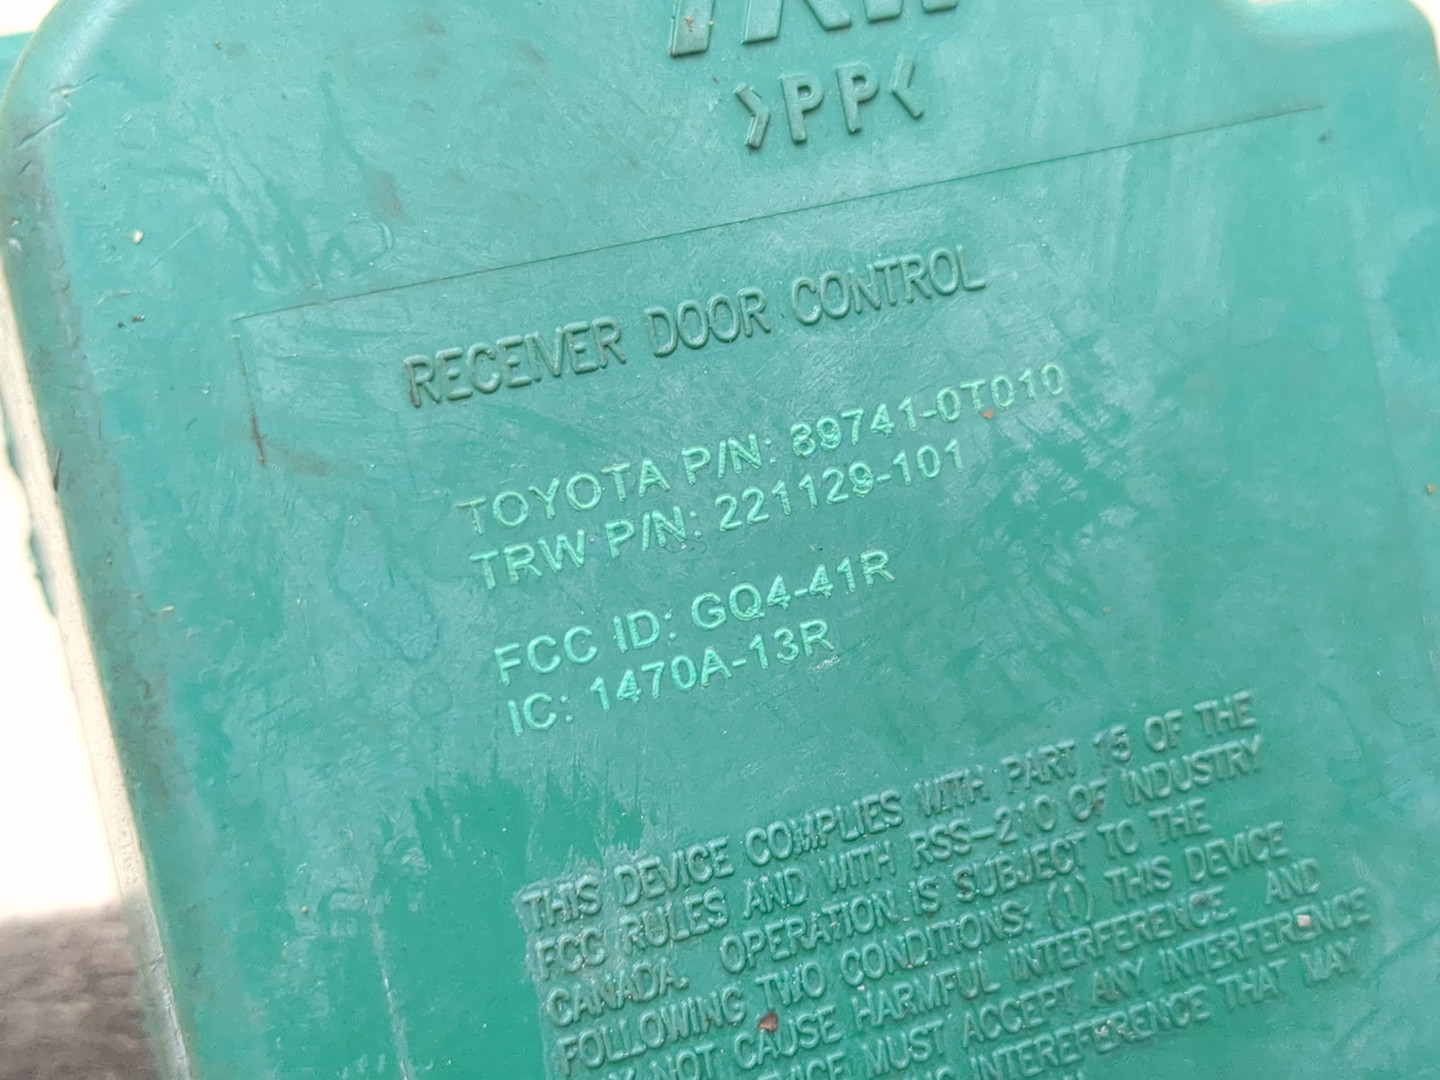 TRW
>PP<
RECEIVER DOOR CONTROL
TOYOTA P/N: 89741-0T010
TRW P/N: 221129-101
FCC ID: GQ4-41R
IC: 1470A-13R
THIS DEVICE COMPLIES WITH PART 15 OF THE
FCC RULES AND WITH RSS-210 OF INDUSTRY
CANADA. OPERATION IS SUBJECT TO THE
FOLLOWING TWO CONDITIONS: (1) THIS DEVICE
NOT CAUSE HARMFUL INTERFERENCE. AND
MUST ACCEPT ANY INTERFERENCE
INTEREFERENCE THAT MAY